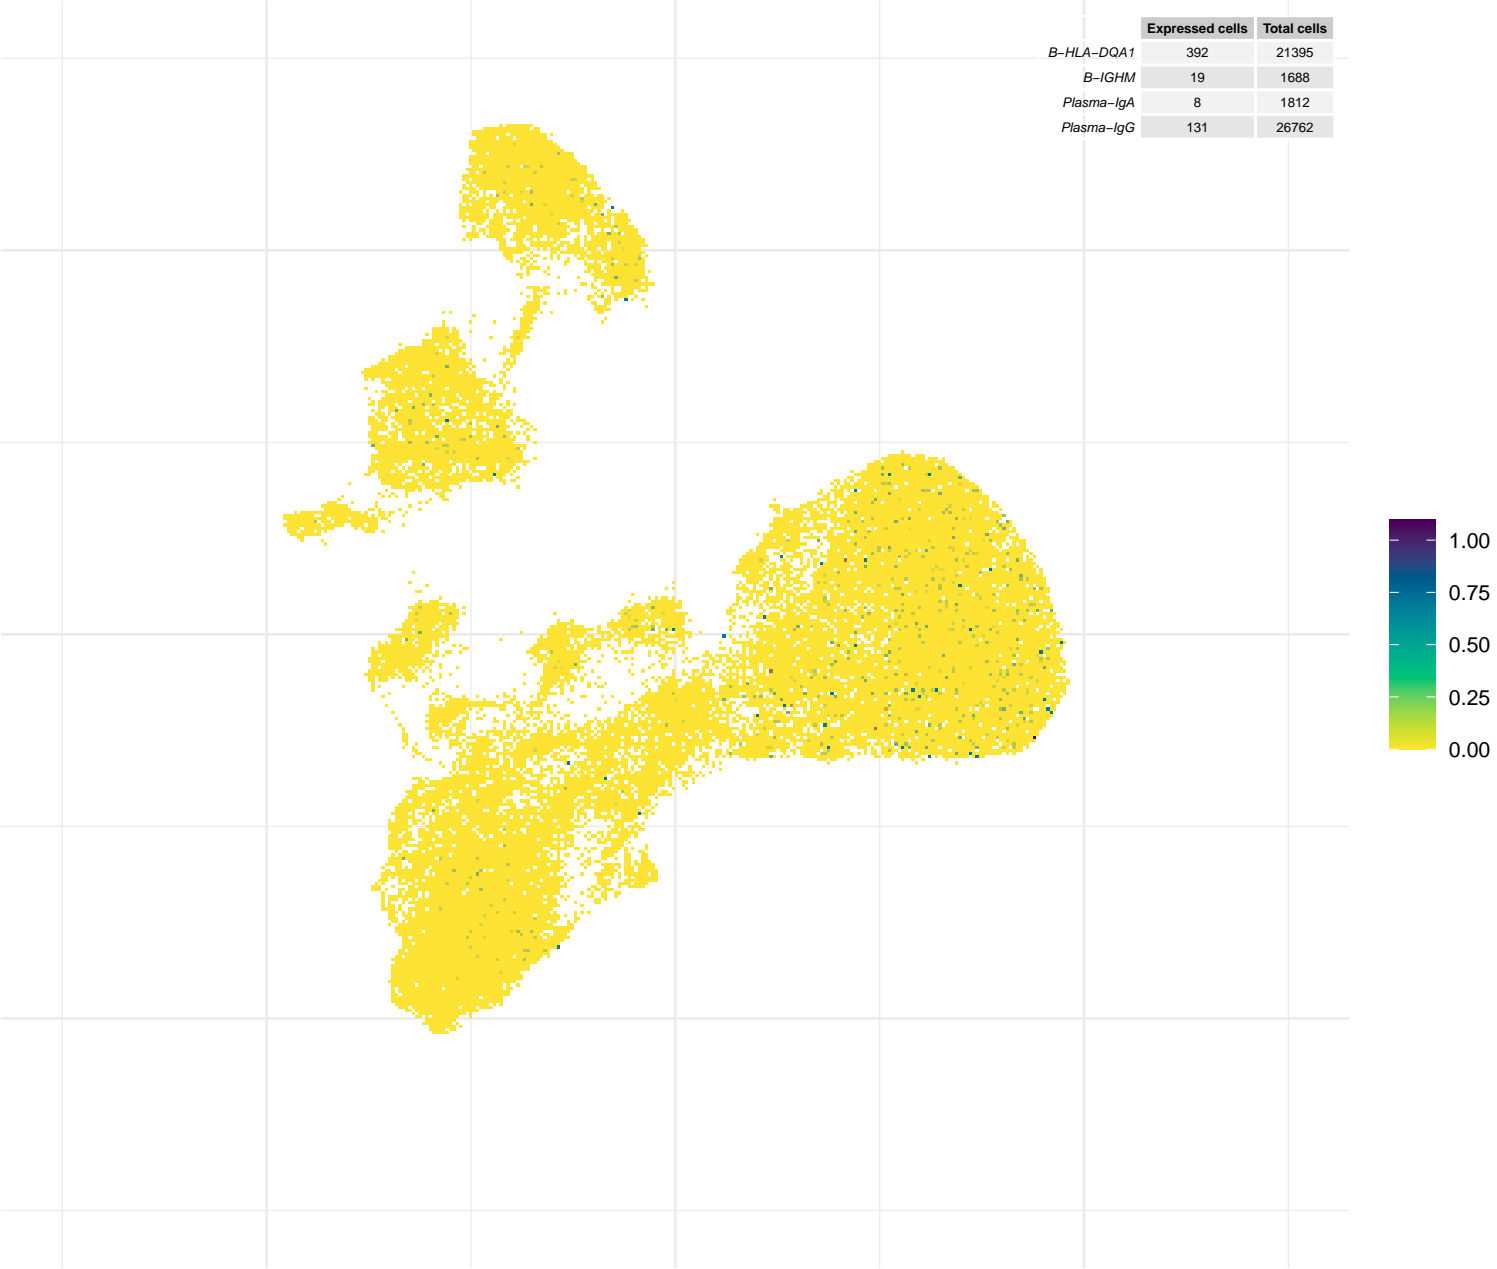 Expressed cells Total cells
B−HLA−DQA1 392 21395
B−IGHM 19 1688
Plasma−IgA 8 1812
Plasma−IgG 131 26762
1.00
0.75
0.50
0.25
0.00